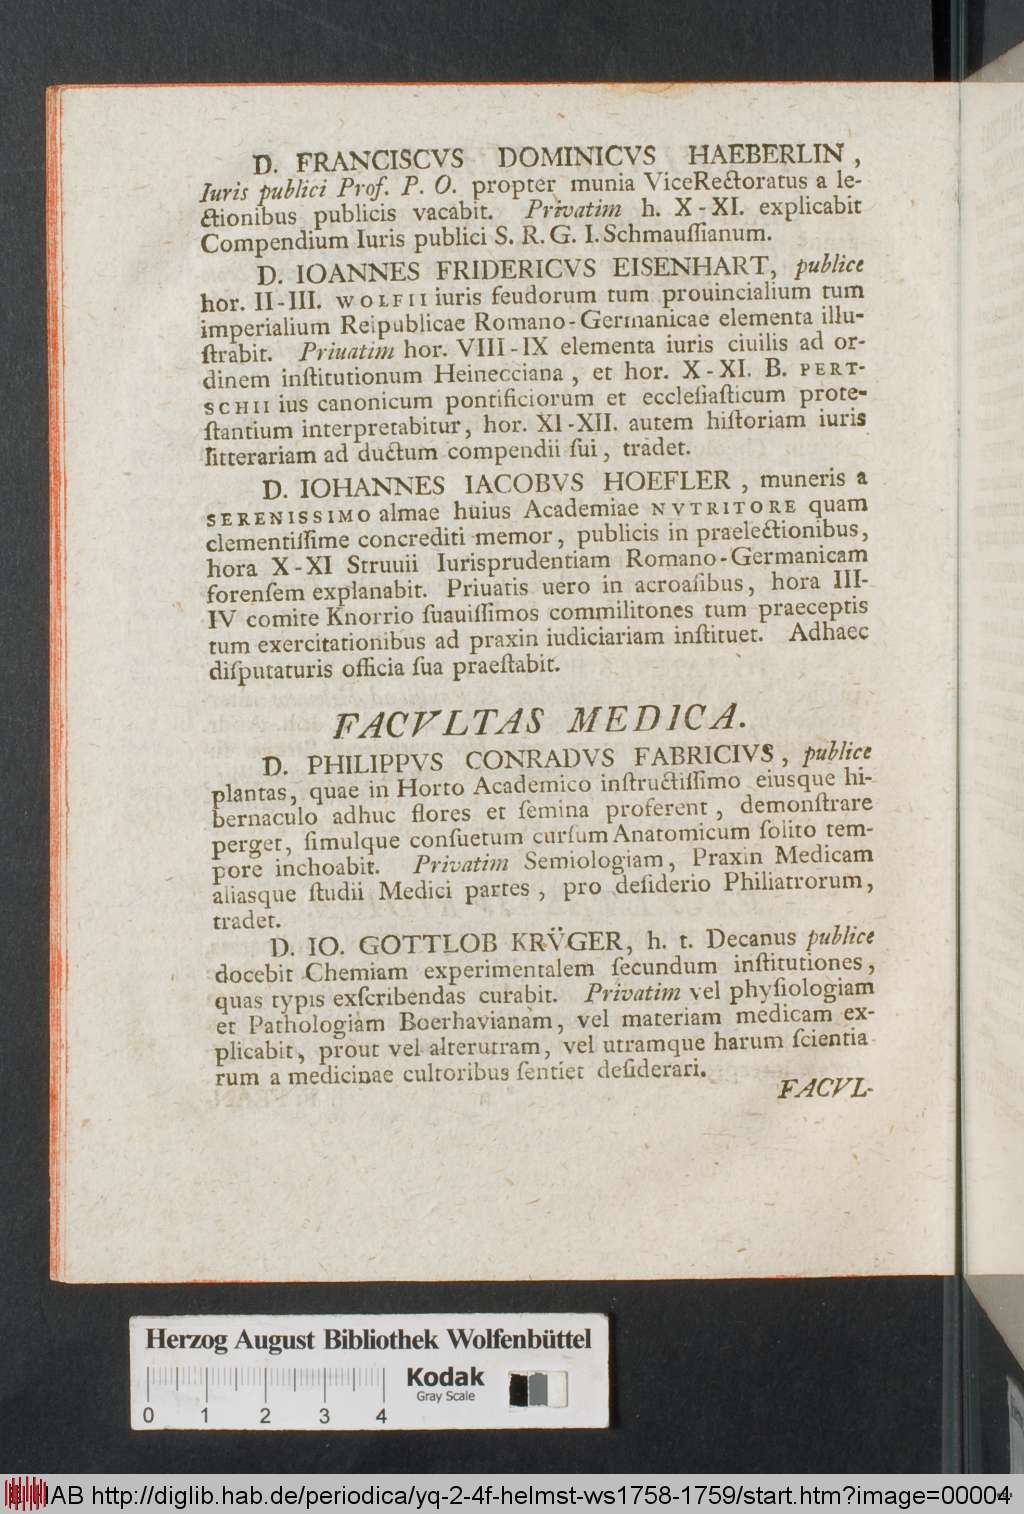 D. FRANCISCVS DOMINICVS HAEBERLIN,
Iuris publici Prof. P. O. propter munia ViceRectoratus a le-
ctionibus publicis vacabit. Privatim h. X-XI. explicabit
Compendium Iuris publici S. R. G. I. Schmauſſianum.
D. IOANNES FRIDERICVS EISENHART, publice
hor. II-III. WOLFII iuris feudorum tum prouincialium tum
imperialium Reipublicae Romano-Germanicae elementa illu-
ſtrabit. Priuatim hor. VIII-IX elementa iuris ciuilis ad or-
dinem inſtitutionum Heinecciana, et hor. X-XI. B. PERT-
SCHII ius canonicum pontificiorum et eccleſiaſticum prote-
ſtantium interpretabitur, hor. XI-XII. autem hiſtoriam iuris
litterariam ad ductum compendii ſui, tradet.
D. IOHANNES IACOBVS HOEFLER, muneris a
SERENISSIMO almae huius Academiae NVTRITORE quam
clementiſſime concrediti memor, publicis in praelectionibus,
hora X-XI Struuii Iurisprudentiam Romano-Germanicam
forenſem explanabit. Priuatis uero in acroaſibus, hora III-
IV comite Knorrio ſuauiſſimos commilitones tum praeceptis
tum exercitationibus ad praxin iudiciariam inſtituet. Adhaec
diſputaturis officia ſua praeſtabit.
FACVLTAS MEDICA.
D. PHILIPPVS CONRADVS FABRICIVS, publice
plantas, quae in Horto Academico inſtructiſſimo eiusque hi-
bernaculo adhuc flores et ſemina proferent, demonſtrare
perget, ſimulque conſuetum curſum Anatomicum ſolito tem-
pore inchoabit. Privatim Semiologiam, Praxin Medicam
aliasque ſtudii Medici partes, pro deſiderio Philiatrorum,
tradet.
D. IO. GOTTLOB KRV̈GER, h. t. Decanus publice
docebit Chemiam experimentalem ſecundum inſtitutiones,
quas typis exſcribendas curabit. Privatim vel phyſiologiam
et Pathologiam Boerhavianam, vel materiam medicam ex-
plicabit, prout vel alterutram, vel utramque harum ſcientia
rum a medicinae cultoribus ſentiet deſiderari.
FACVL-
Herzog August Bibliothek Wolfenbüttel
Kodak
Gray Scale
0 1 2 3 4
HAB http://diglib.hab.de/periodica/yq-2-4f-helmst-ws1758-1759/start.htm?image=00004